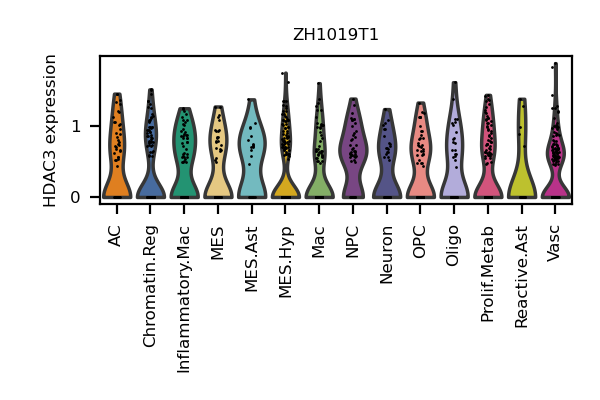 ZH1019T1
HDAC3 expression
1
0
AC
Chromatin.Reg
Inflammatory.Mac
MES
MES.Ast
MES.Hyp
Mac
NPC
Neuron
OPC
Oligo
Prolif.Metab
Reactive.Ast
Vasc